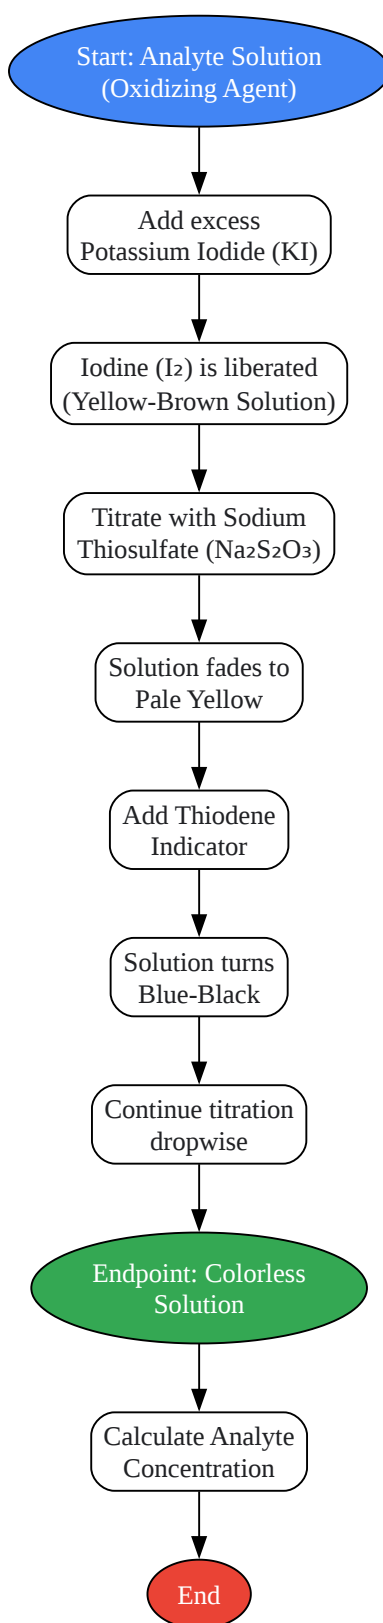 Start: Analyte Solution
(Oxidizing Agent)
Add excess
Potassium Iodide (KI)
Iodine (I₂) is liberated
(Yellow-Brown Solution)
Titrate with Sodium
Thiosulfate (Na₂S₂O₃)
Solution fades to
Pale Yellow
Add Thiodene
Indicator
Solution turns
Blue-Black
Continue titration
dropwise
Endpoint: Colorless
Solution
Calculate Analyte
Concentration
End